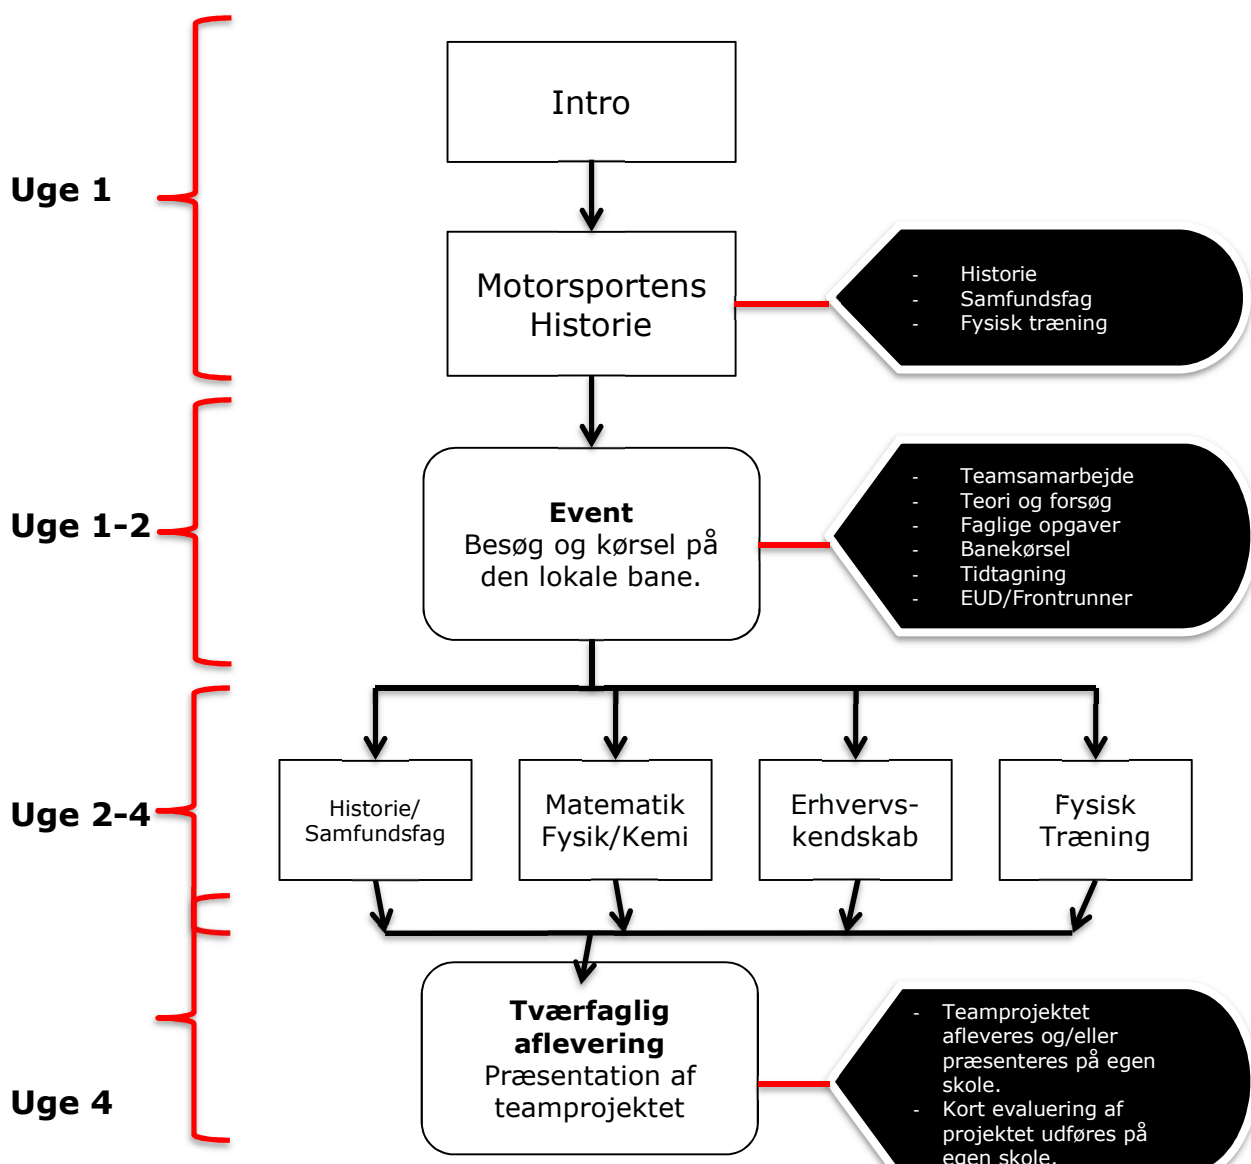 Intro
Uge 1
Motorsportens
Historie
- Historie
- Samfundsfag
- Fysisk træning
Uge 1-2
Event
Besøg og kørsel på
den lokale bane.
- Teamsamarbejde
- Teori og forsøg
- Faglige opgaver
- Banekørsel
- Tidtagning
- EUD/Frontrunner
Uge 2-4
Historie/
Samfundsfag
Matematik
Fysik/Kemi
Erhvervs-
kendskab
Fysisk
Træning
Uge 4
Tværfaglig
aflevering
Præsentation af
teamprojektet
- Teamprojektet
afleveres og/eller
præsenteres på egen
skole.
- Kort evaluering af
projektet udføres på
egen skole.